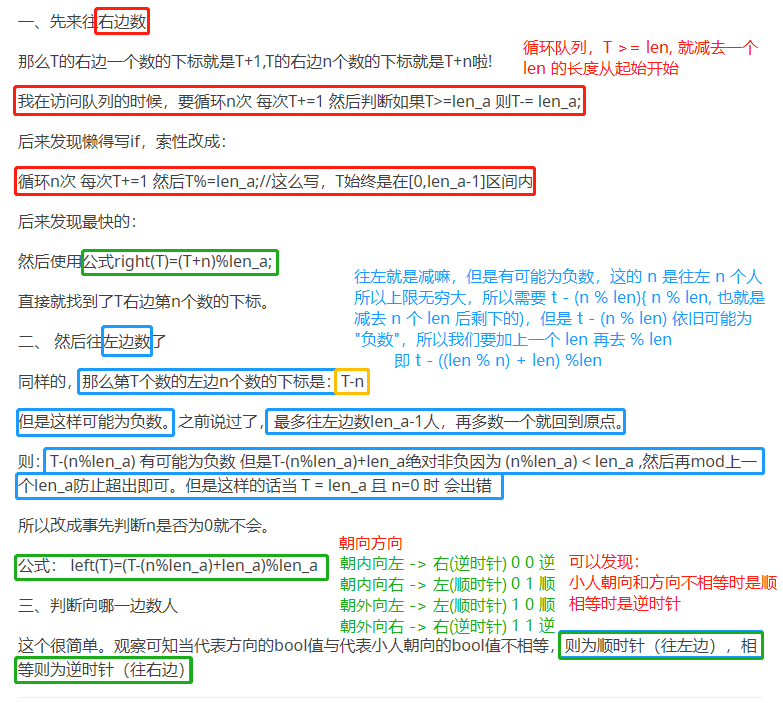 一、先来往右边数
那么T的右边一个数的下标就是T+1,T的右边n个数的下标就是T+n啦!
循环队列，T >= len, 就减去一个
len 的长度从起始开始
我在访问队列的时候，要循环n次 每次T+=1 然后判断如果T>=len_a 则T-= len_a;
后来发现懒得写if，索性改成：
循环n次 每次T+=1 然后T%=len_a;//这么写，T始终是在[0,len_a-1]区间内
后来发现最快的：
然后使用公式right(T)=(T+n)%len_a;
直接就找到了T右边第n个数的下标。
往左就是减嘛，但是有可能为负数，这的 n 是往左 n 个人
所以上限无穷大，所以需要 t - (n % len){ n % len, 也就是
减去 n 个 len 后剩下的)，但是 t - (n % len) 依旧可能为
"负数"，所以我们要加上一个 len 再去 % len
即 t - ((len % n) + len) %len
二、 然后往左边数了
同样的，那么第T个数的左边n个数的下标是：T-n
但是这样可能为负数。之前说过了，最多往左边数len_a-1人，再多数一个就回到原点。
则：T-(n%len_a) 有可能为负数 但是T-(n%len_a)+len_a绝对非负因为 (n%len_a) < len_a ,然后再mod上一
个len_a防止超出即可。但是这样的话当 T = len_a 且 n=0 时 会出错
所以改成事先判断n是否为0就不会。
公式： left(T)=(T-(n%len_a)+len_a)%len_a
朝向方向
朝内向左 -> 右(逆时针) 0 0 逆
朝内向右 -> 左(顺时针) 0 1 顺
朝外向左 -> 左(顺时针) 1 0 顺
朝外向右 -> 右(逆时针) 1 1 逆
可以发现：
小人朝向和方向不相等时是顺
相等时是逆时针
三、判断向哪一边数人
这个很简单。观察可知当代表方向的bool值与代表小人朝向的bool值不相等，则为顺时针（往左边），相
等则为逆时针（往右边）